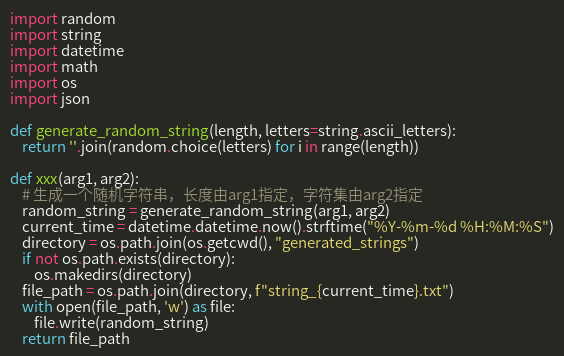 import random
import string
import datetime
import math
import os
import json

def generate_random_string(length, letters=string.ascii_letters):
    return ''.join(random.choice(letters) for i in range(length))

def xxx(arg1, arg2):
    # 生成一个随机字符串，长度由arg1指定，字符集由arg2指定
    random_string = generate_random_string(arg1, arg2)
    current_time = datetime.datetime.now().strftime("%Y-%m-%d %H:%M:%S")
    directory = os.path.join(os.getcwd(), "generated_strings")
    if not os.path.exists(directory):
        os.makedirs(directory)
    file_path = os.path.join(directory, f"string_{current_time}.txt")
    with open(file_path, 'w') as file:
        file.write(random_string)
    return file_path